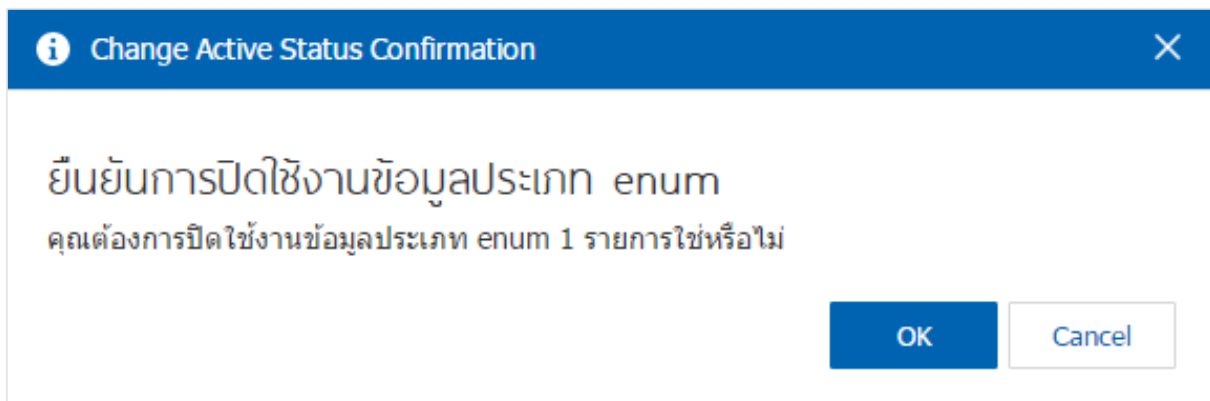 Change Active Status Confirmation
ยืนยันการปิดใช้งานข้อมูลประเภท enum
คุณต้องการปิดใช้งานข้อมูลประเภท enum 1 รายการใช่หรือไม่
OK Cancel